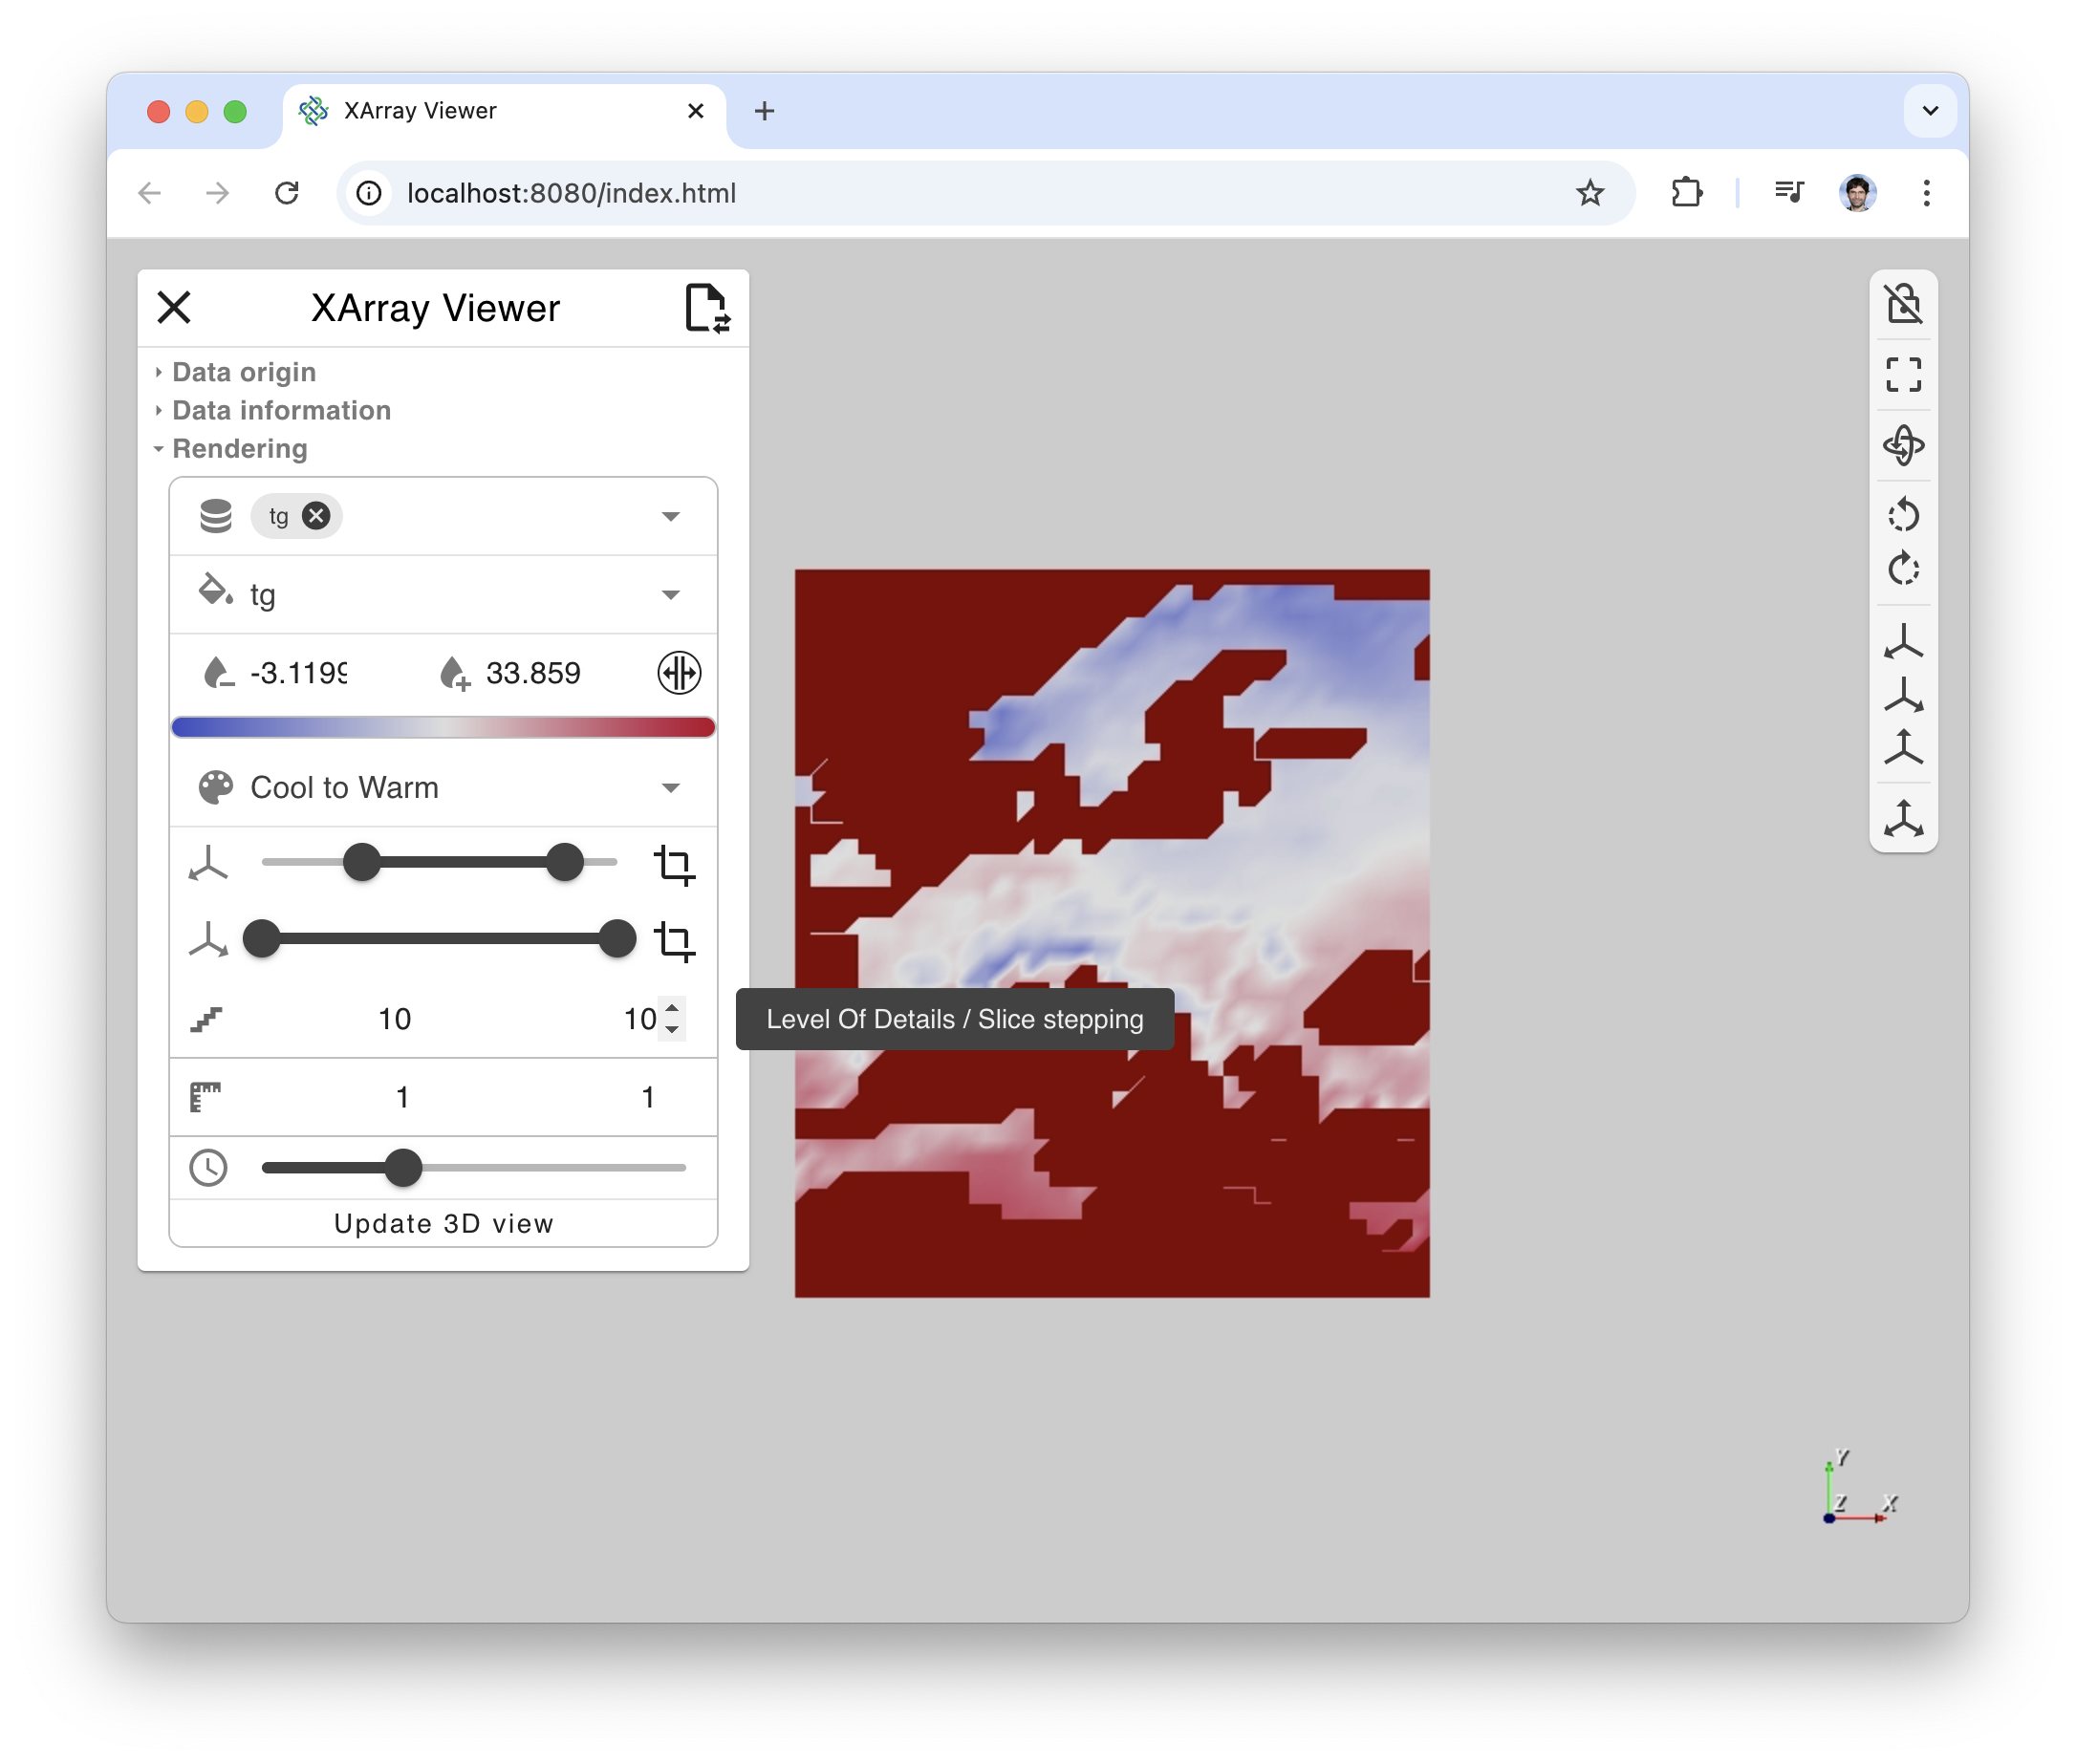 XArray Viewer
localhost:8080/index.html
XArray Viewer
Data origin
Data information
Rendering
tg
tg
-3.1199 33.859
Cool to Warm
10 10
Level Of Details / Slice stepping
1 1
Update 3D view
Y
Z X